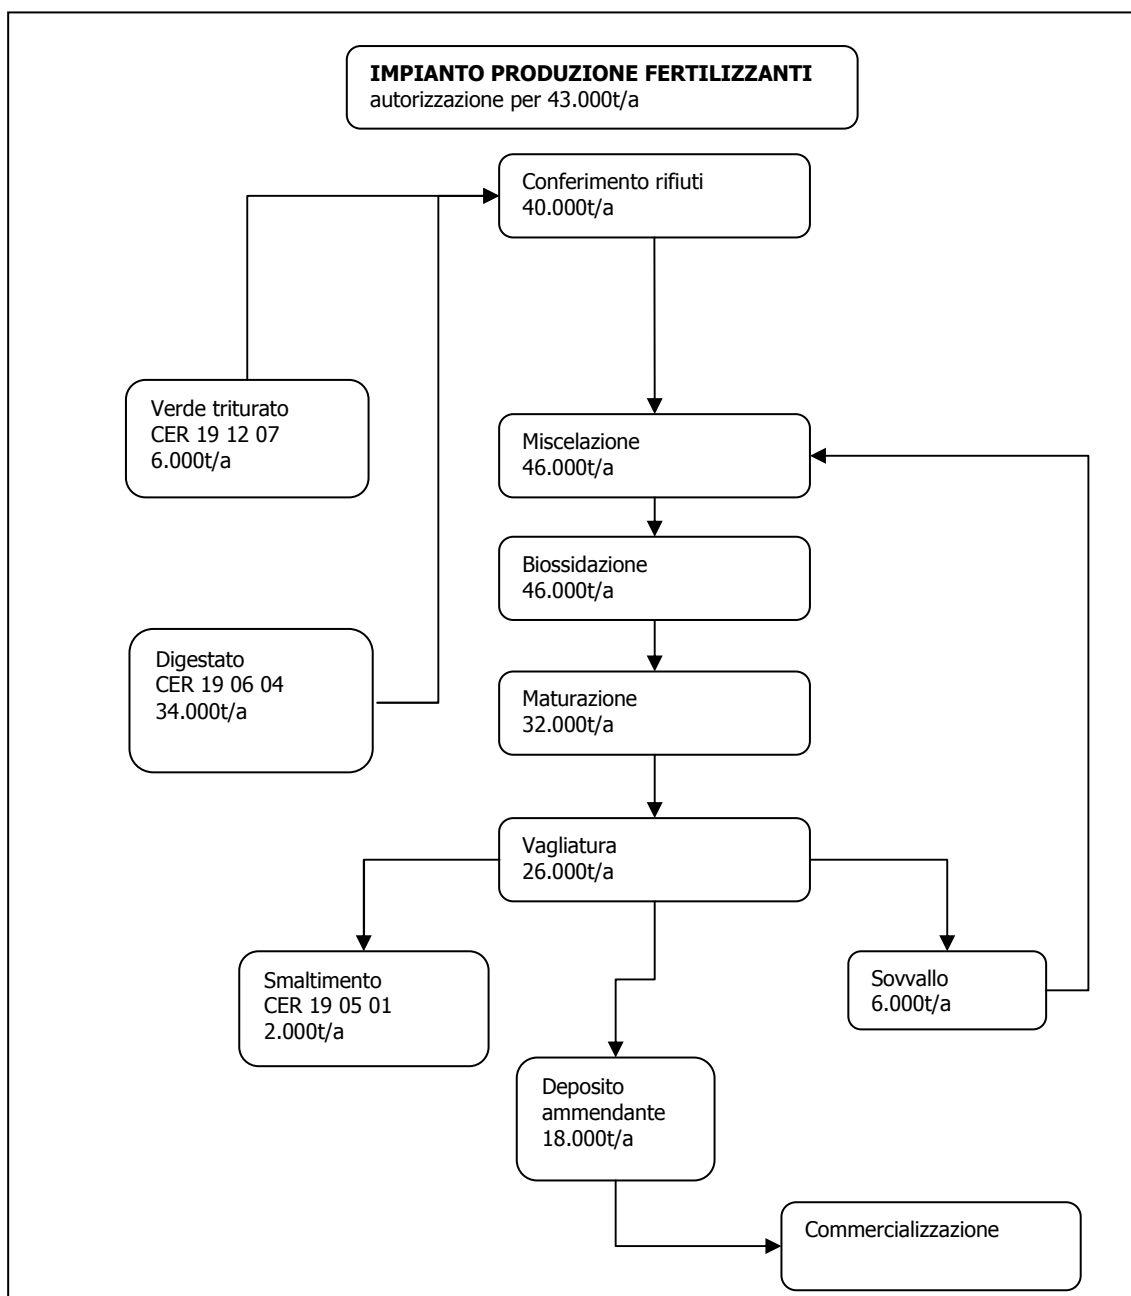 IMPIANTO PRODUZIONE FERTILIZZANTI
autorizzazione per 43.000t/a
Conferimento rifiuti
40.000t/a
Verde triturato
CER 19 12 07
6.000t/a
Miscelazione
46.000t/a
Biossidazione
46.000t/a
Digestato
CER 19 06 04
34.000t/a
Maturazione
32.000t/a
Vagliatura
26.000t/a
Smaltimento
CER 19 05 01
2.000t/a
Sovvallo
6.000t/a
Deposito
ammendante
18.000t/a
Commercializzazione